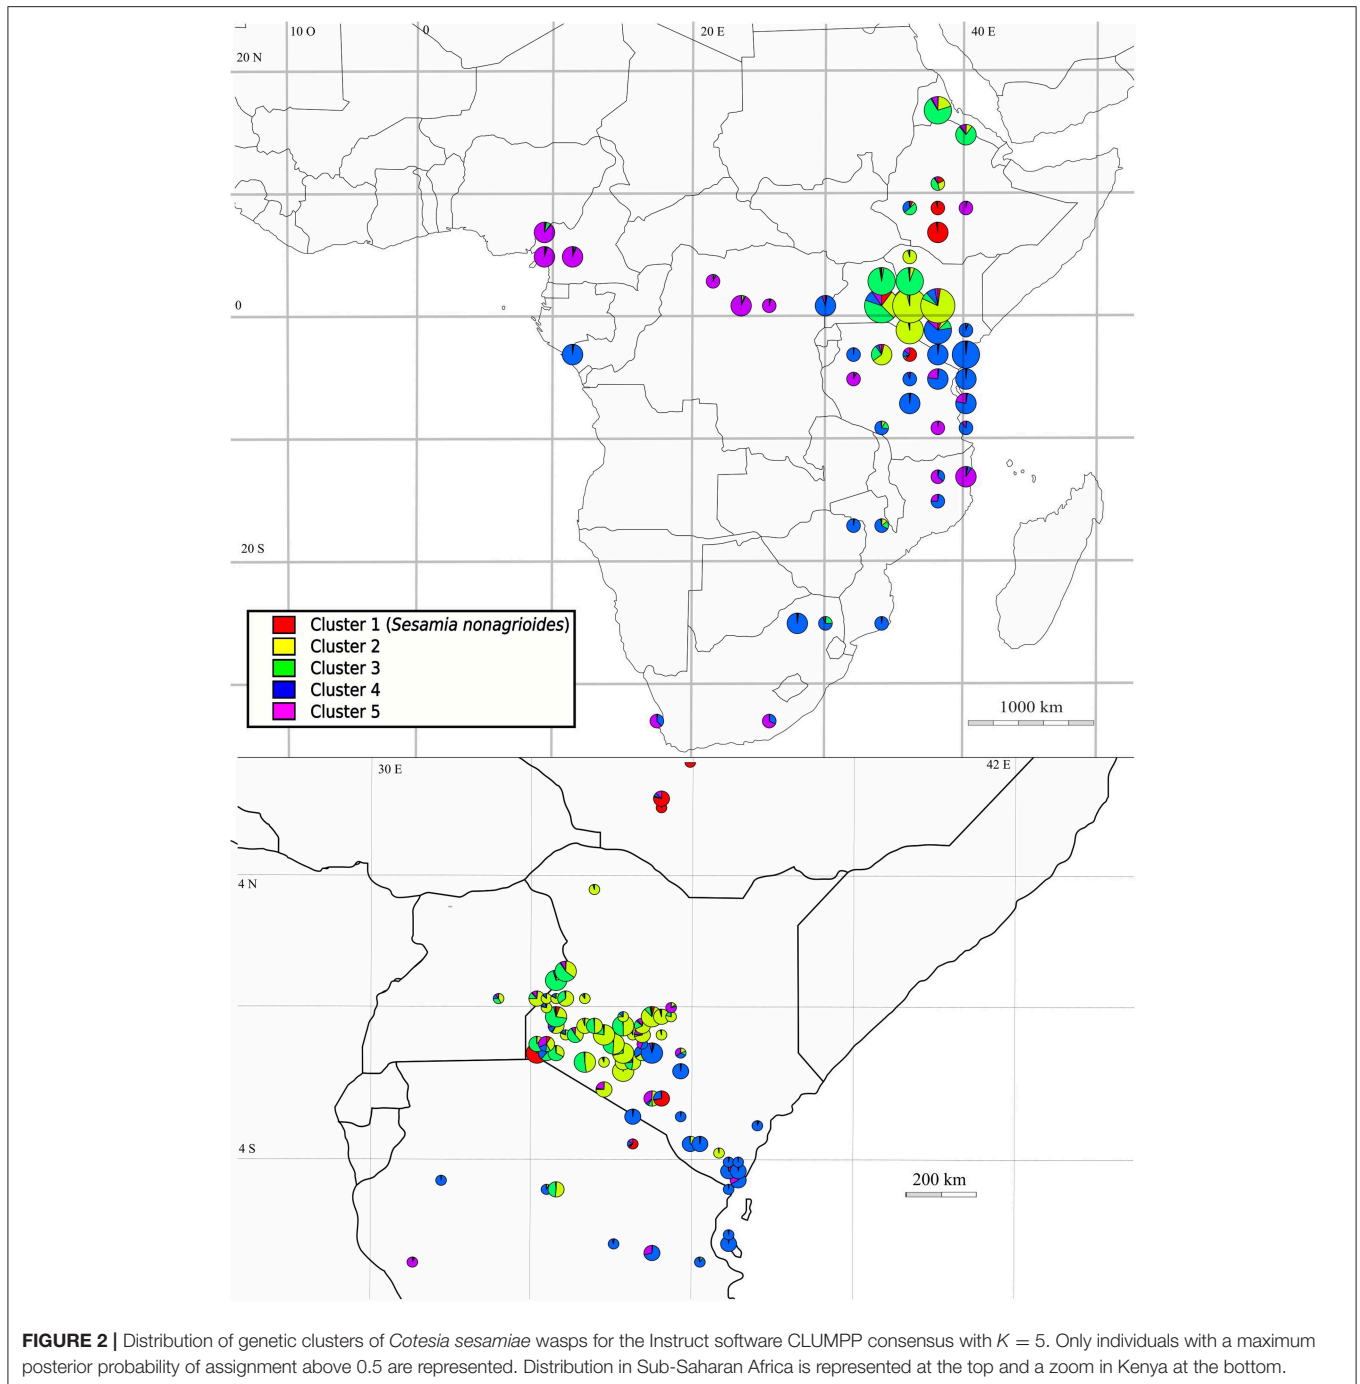 10 O
0
20 E
40 E
20 N
0
20 S
Cluster 1 (Sesamia nonagrioides)
Cluster 2
Cluster 3
Cluster 4
Cluster 5
1000 km
30 E
42 E
4 N
4 S
200 km
FIGURE 2 | Distribution of genetic clusters of Cotesia sesamiae wasps for the Instruct software CLUMPP consensus with K = 5. Only individuals with a maximum
posterior probability of assignment above 0.5 are represented. Distribution in Sub-Saharan Africa is represented at the top and a zoom in Kenya at the bottom.